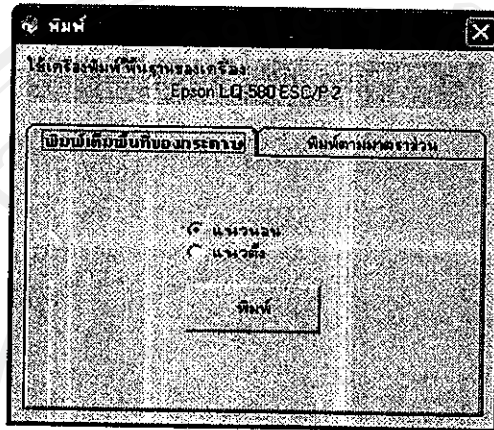 พิมพ์
ใช้เครื่องพิมพ์พื้นฐานของเครื่อง:
Epson LQ-580 ESC/P 2
พิมพ์เต็มพื้นที่ของกระดาษ
พิมพ์ตามมาตราส่วน
แนวนอน
แนวตั้ง
พิมพ์